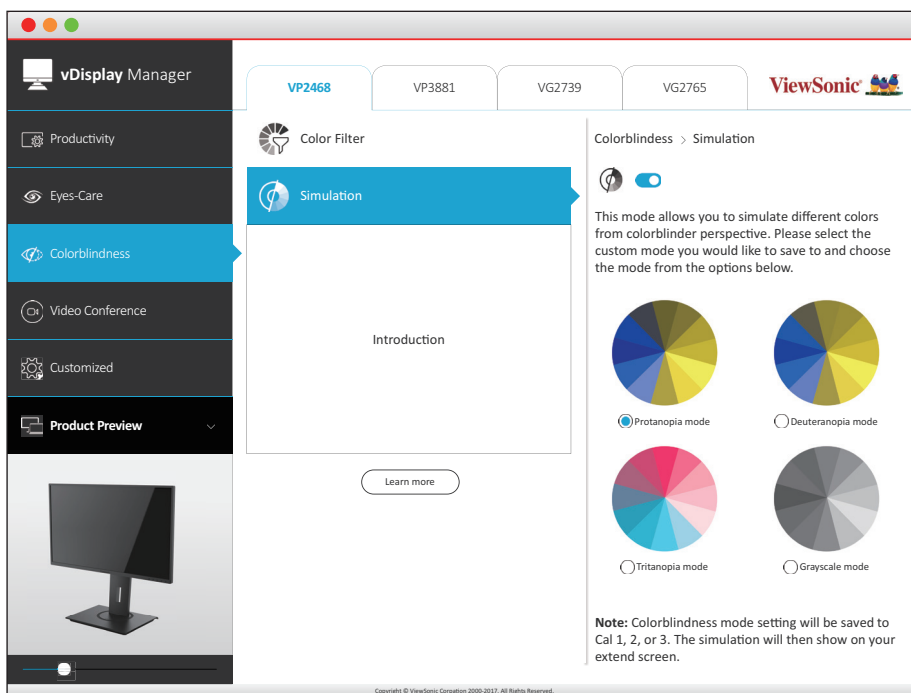 vDisplay Manager
VP2468
VP3881
VG2739
VG2765
ViewSonic®
Productivity
Eyes-Care
Colorblindness
Video Conference
Customized
Product Preview
Color Filter
Simulation
Introduction
Learn more
Colorblindeess > Simulation
This mode allows you to simulate different colors
from colorblinder perspective. Please select the
custom mode you would like to save to and choose
the mode from the options below.
Protanopia mode
Deuteranopia mode
Tritanopia mode
Grayscale mode
Note: Colorblindness mode setting will be saved to
Cal 1, 2, or 3. The simulation will then show on your
extend screen.
Copyright © ViewSonic Corpation 2000-2017. All Rights Reserved.